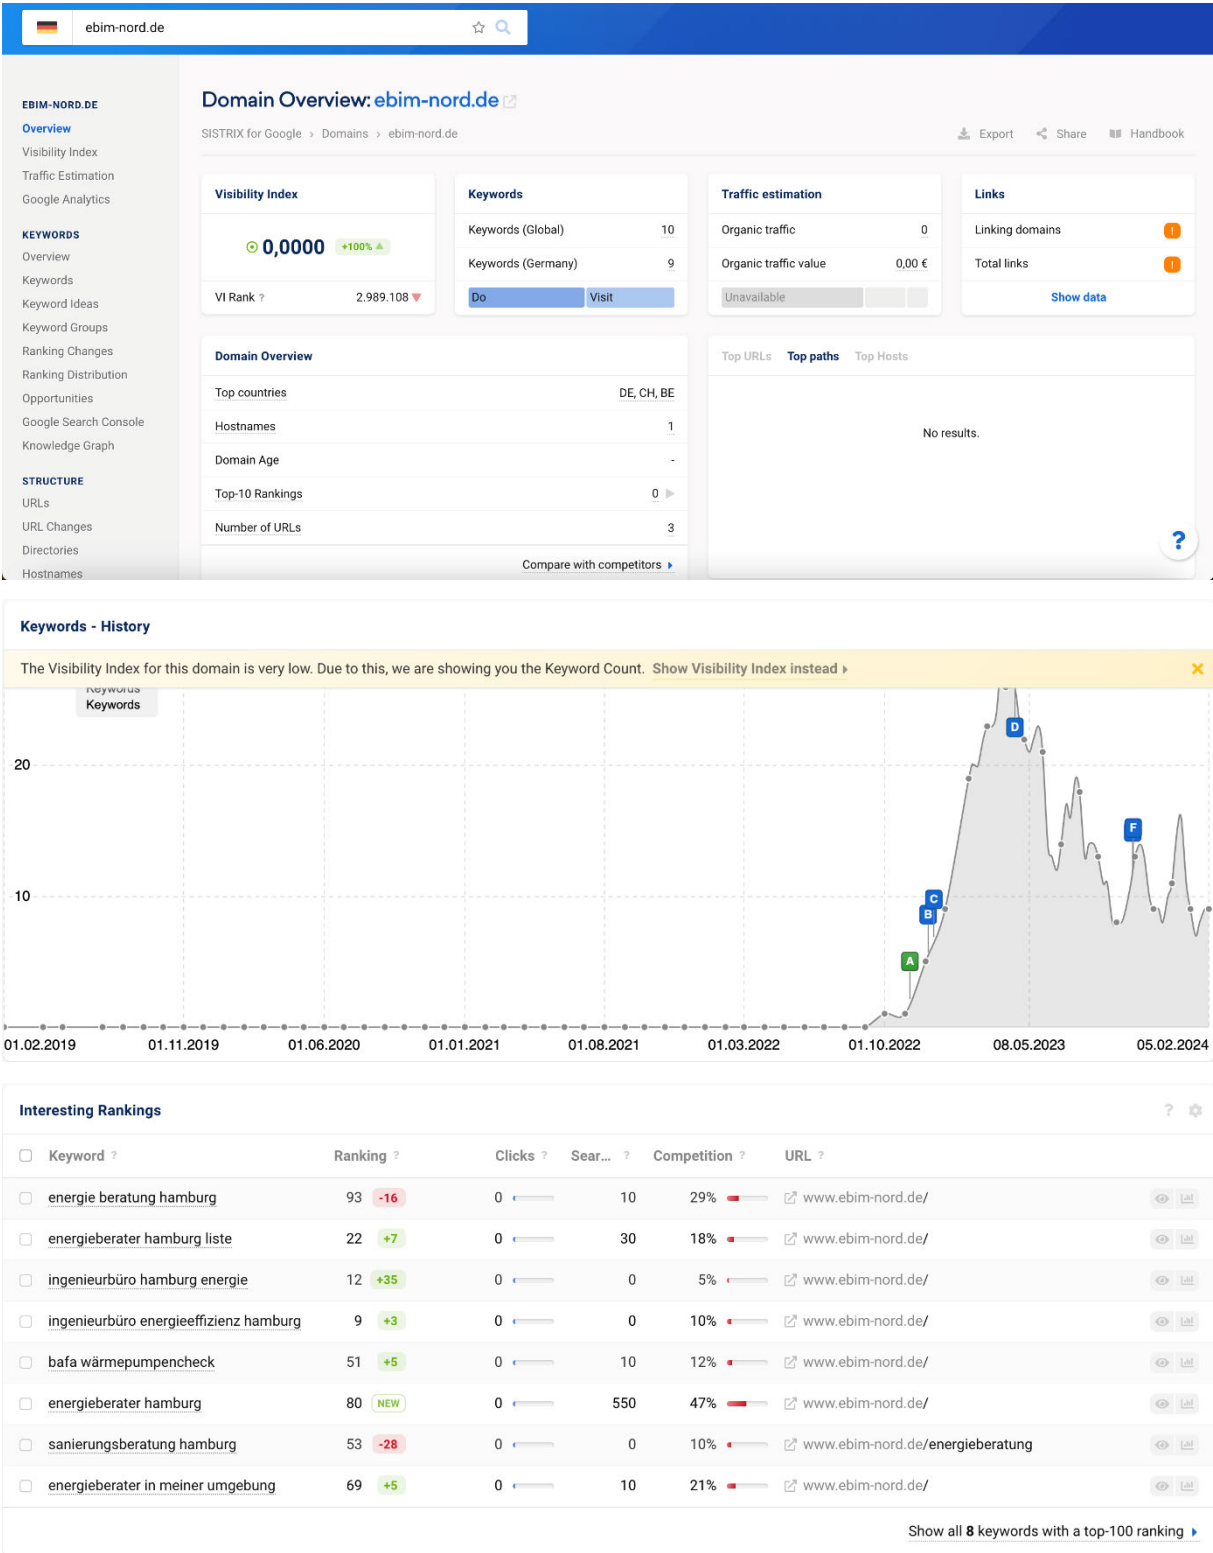 ebim-nord.de
EBIM-NORD.DE
Overview
Visibility Index
Traffic Estimation
Google Analytics
KEYWORDS
Overview
Keywords
Keyword Ideas
Keyword Groups
Ranking Changes
Ranking Distribution
Opportunities
Google Search Console
Knowledge Graph
STRUCTURE
URLs
URL Changes
Directories
Hostnames
Domain Overview: ebim-nord.de
SISTRIX for Google › Domains › ebim-nord.de
Export Share Handbook
Visibility Index
0,0000 +100% ▲
VI Rank ? 2.989.108 ▼
Keywords
Keywords (Global) 10
Keywords (Germany) 9
Do Visit
Traffic estimation
Organic traffic 0
Organic traffic value 0,00 €
Unavailable
Links
Linking domains !
Total links !
Show data
Domain Overview
Top countries DE, CH, BE
Hostnames 1
Domain Age -
Top-10 Rankings 0
Number of URLs 3
Compare with competitors
Top URLs Top paths Top Hosts
No results.
?
Keywords - History
The Visibility Index for this domain is very low. Due to this, we are showing you the Keyword Count. Show Visibility Index instead
Keywords
Keywords
20
10
A
B
C
D
F
01.02.2019 01.11.2019 01.06.2020 01.01.2021 01.08.2021 01.03.2022 01.10.2022 08.05.2023 05.02.2024
Interesting Rankings ?
Keyword ? Ranking ? Clicks ? Sear... ? Competition ? URL ?
energie beratung hamburg 93 -16 0 10 29% www.ebim-nord.de/
energieberater hamburg liste 22 +7 0 30 18% www.ebim-nord.de/
ingenieurbüro hamburg energie 12 +35 0 0 5% www.ebim-nord.de/
ingenieurbüro energieeffizienz hamburg 9 +3 0 0 10% www.ebim-nord.de/
bafa wärmepumpencheck 51 +5 0 10 12% www.ebim-nord.de/
energieberater hamburg 80 NEW 0 550 47% www.ebim-nord.de/
sanierungsberatung hamburg 53 -28 0 0 10% www.ebim-nord.de/energieberatung
energieberater in meiner umgebung 69 +5 0 10 21% www.ebim-nord.de/
Show all 8 keywords with a top-100 ranking